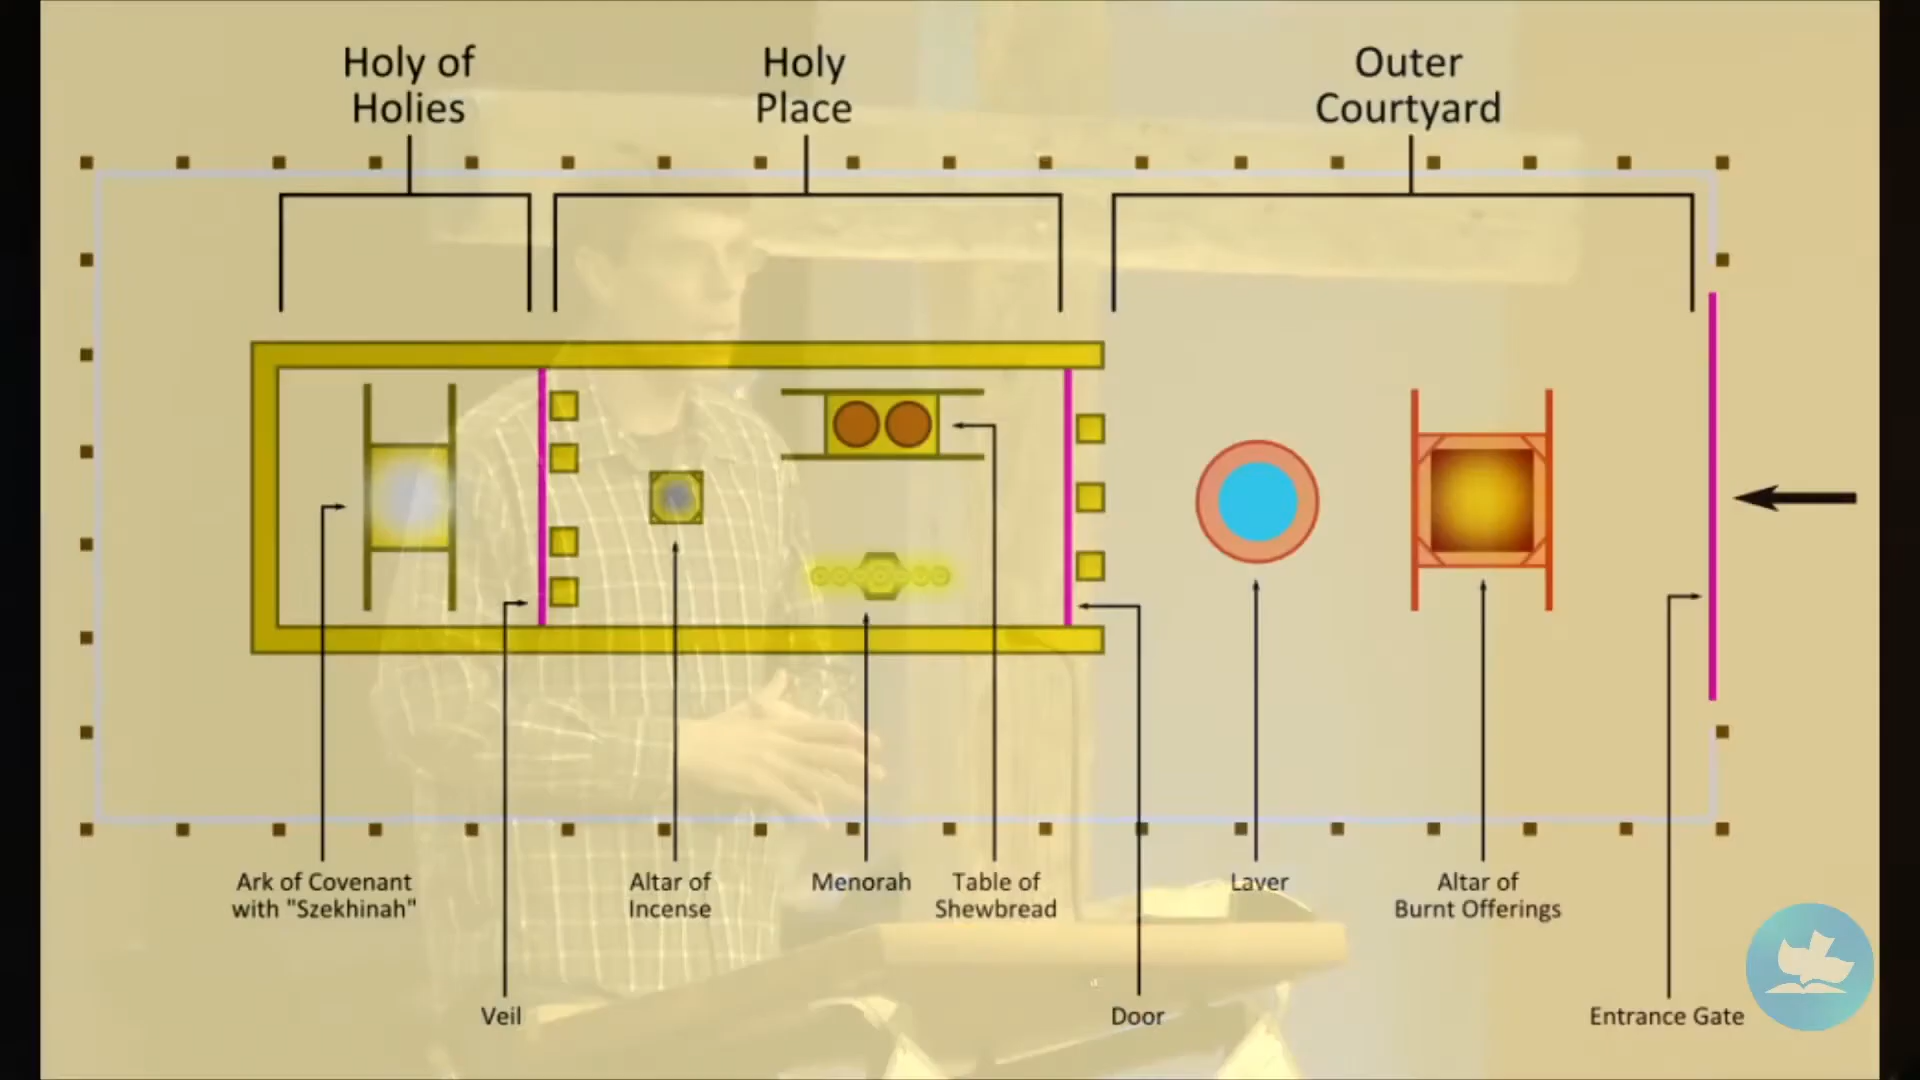 Holy of
Holies
Holy
Place
Outer
Courtyard
Ark of Covenant
with "Szekhinah"
Altar of
Incense
Menorah
Table of
Shewbread
Laver
Altar of
Burnt Offerings
Veil
Door
Entrance Gate